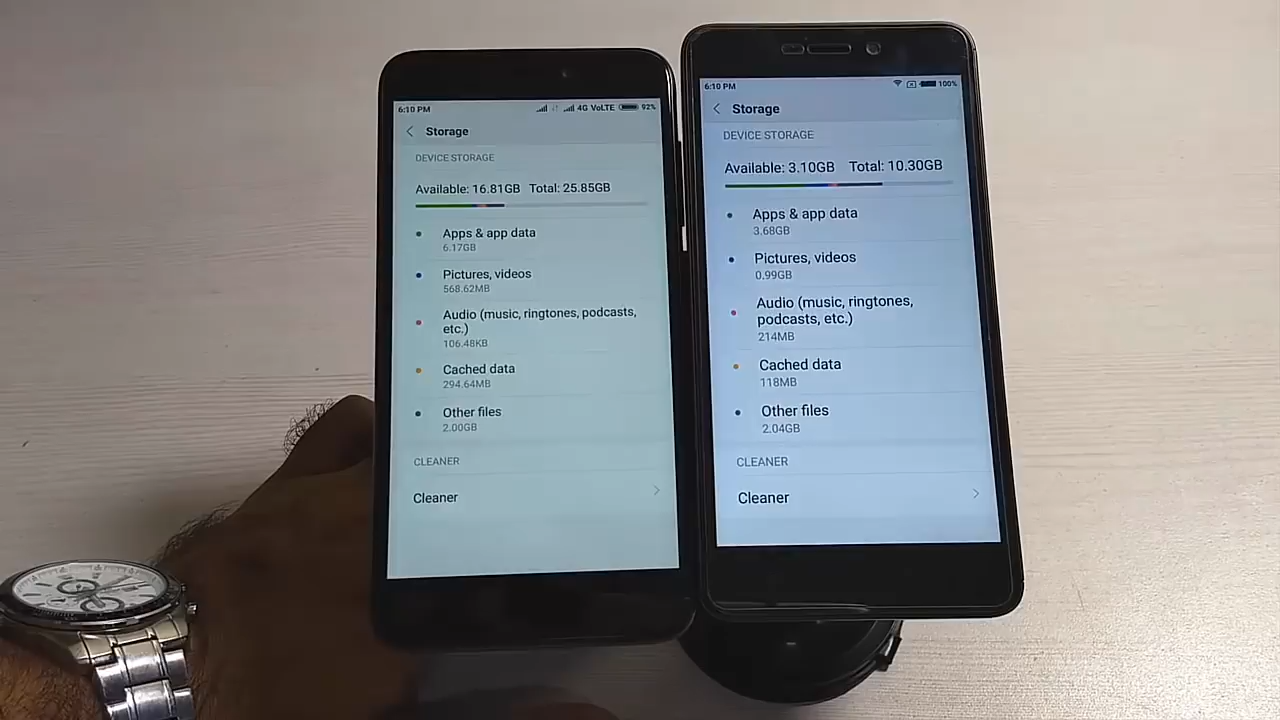 6:10 PM
4G VoLTE 92%
Storage
DEVICE STORAGE
Available: 16.81GB Total: 25.85GB
Apps & app data
6.17GB
Pictures, videos
568.62MB
Audio (music, ringtones, podcasts,
etc.)
106.48KB
Cached data
294.64MB
Other files
2.00GB
CLEANER
Cleaner
6:10 PM
100%
Storage
DEVICE STORAGE
Available: 3.10GB Total: 10.30GB
Apps & app data
3.68GB
Pictures, videos
0.99GB
Audio (music, ringtones,
podcasts, etc.)
214MB
Cached data
118MB
Other files
2.04GB
CLEANER
Cleaner